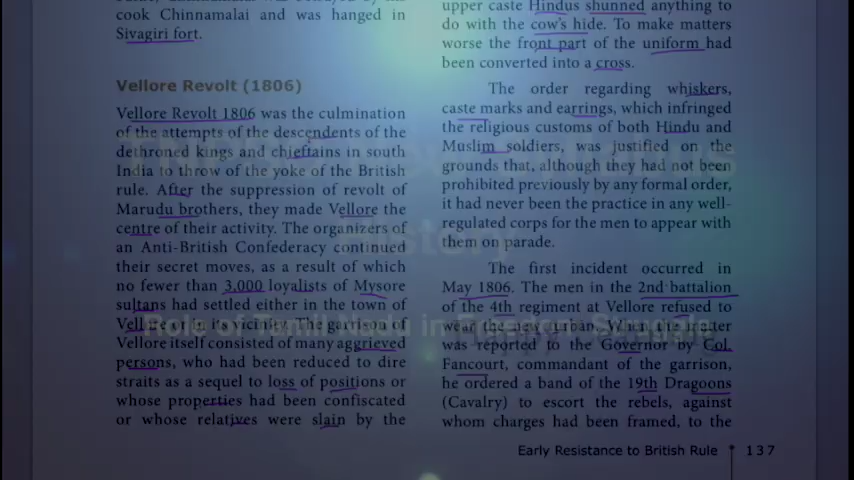 cook Chinnamalai and was hanged in
Sivagiri fort.
Vellore Revolt (1806)
Vellore Revolt 1806 was the culmination
of the attempts of the descendents of the
dethroned kings and chieftains in south
India to throw of the yoke of the British
rule. After the suppression of revolt of
Marudu brothers, they made Vellore the
centre of their activity. The organizers of
an Anti-British Confederacy continued
their secret moves, as a result of which
no fewer than 3,000 loyalists of Mysore
sultans had settled either in the town of
Vellore or in its vicinity. The garrison of
Vellore itself consisted of many aggrieved
persons, who had been reduced to dire
straits as a sequel to loss of positions or
whose properties had been confiscated
or whose relatives were slain by the
upper caste Hindus shunned anything to
do with the cow's hide. To make matters
worse the front part of the uniform had
been converted into a cross.
The order regarding whiskers,
caste marks and earrings, which infringed
the religious customs of both Hindu and
Muslim soldiers, was justified on the
grounds that, although they had not been
prohibited previously by any formal order,
it had never been the practice in any well-
regulated corps for the men to appear with
them on parade.
The first incident occurred in
May 1806. The men in the 2nd battalion
of the 4th regiment at Vellore refused to
wear the new turban. When the matter
was reported to the Governor by Col.
Fancourt, commandant of the garrison,
he ordered a band of the 19th Dragoons
(Cavalry) to escort the rebels, against
whom charges had been framed, to the
Early Resistance to British Rule 137
History
Role of Tamil Nadu in Freedom Struggle